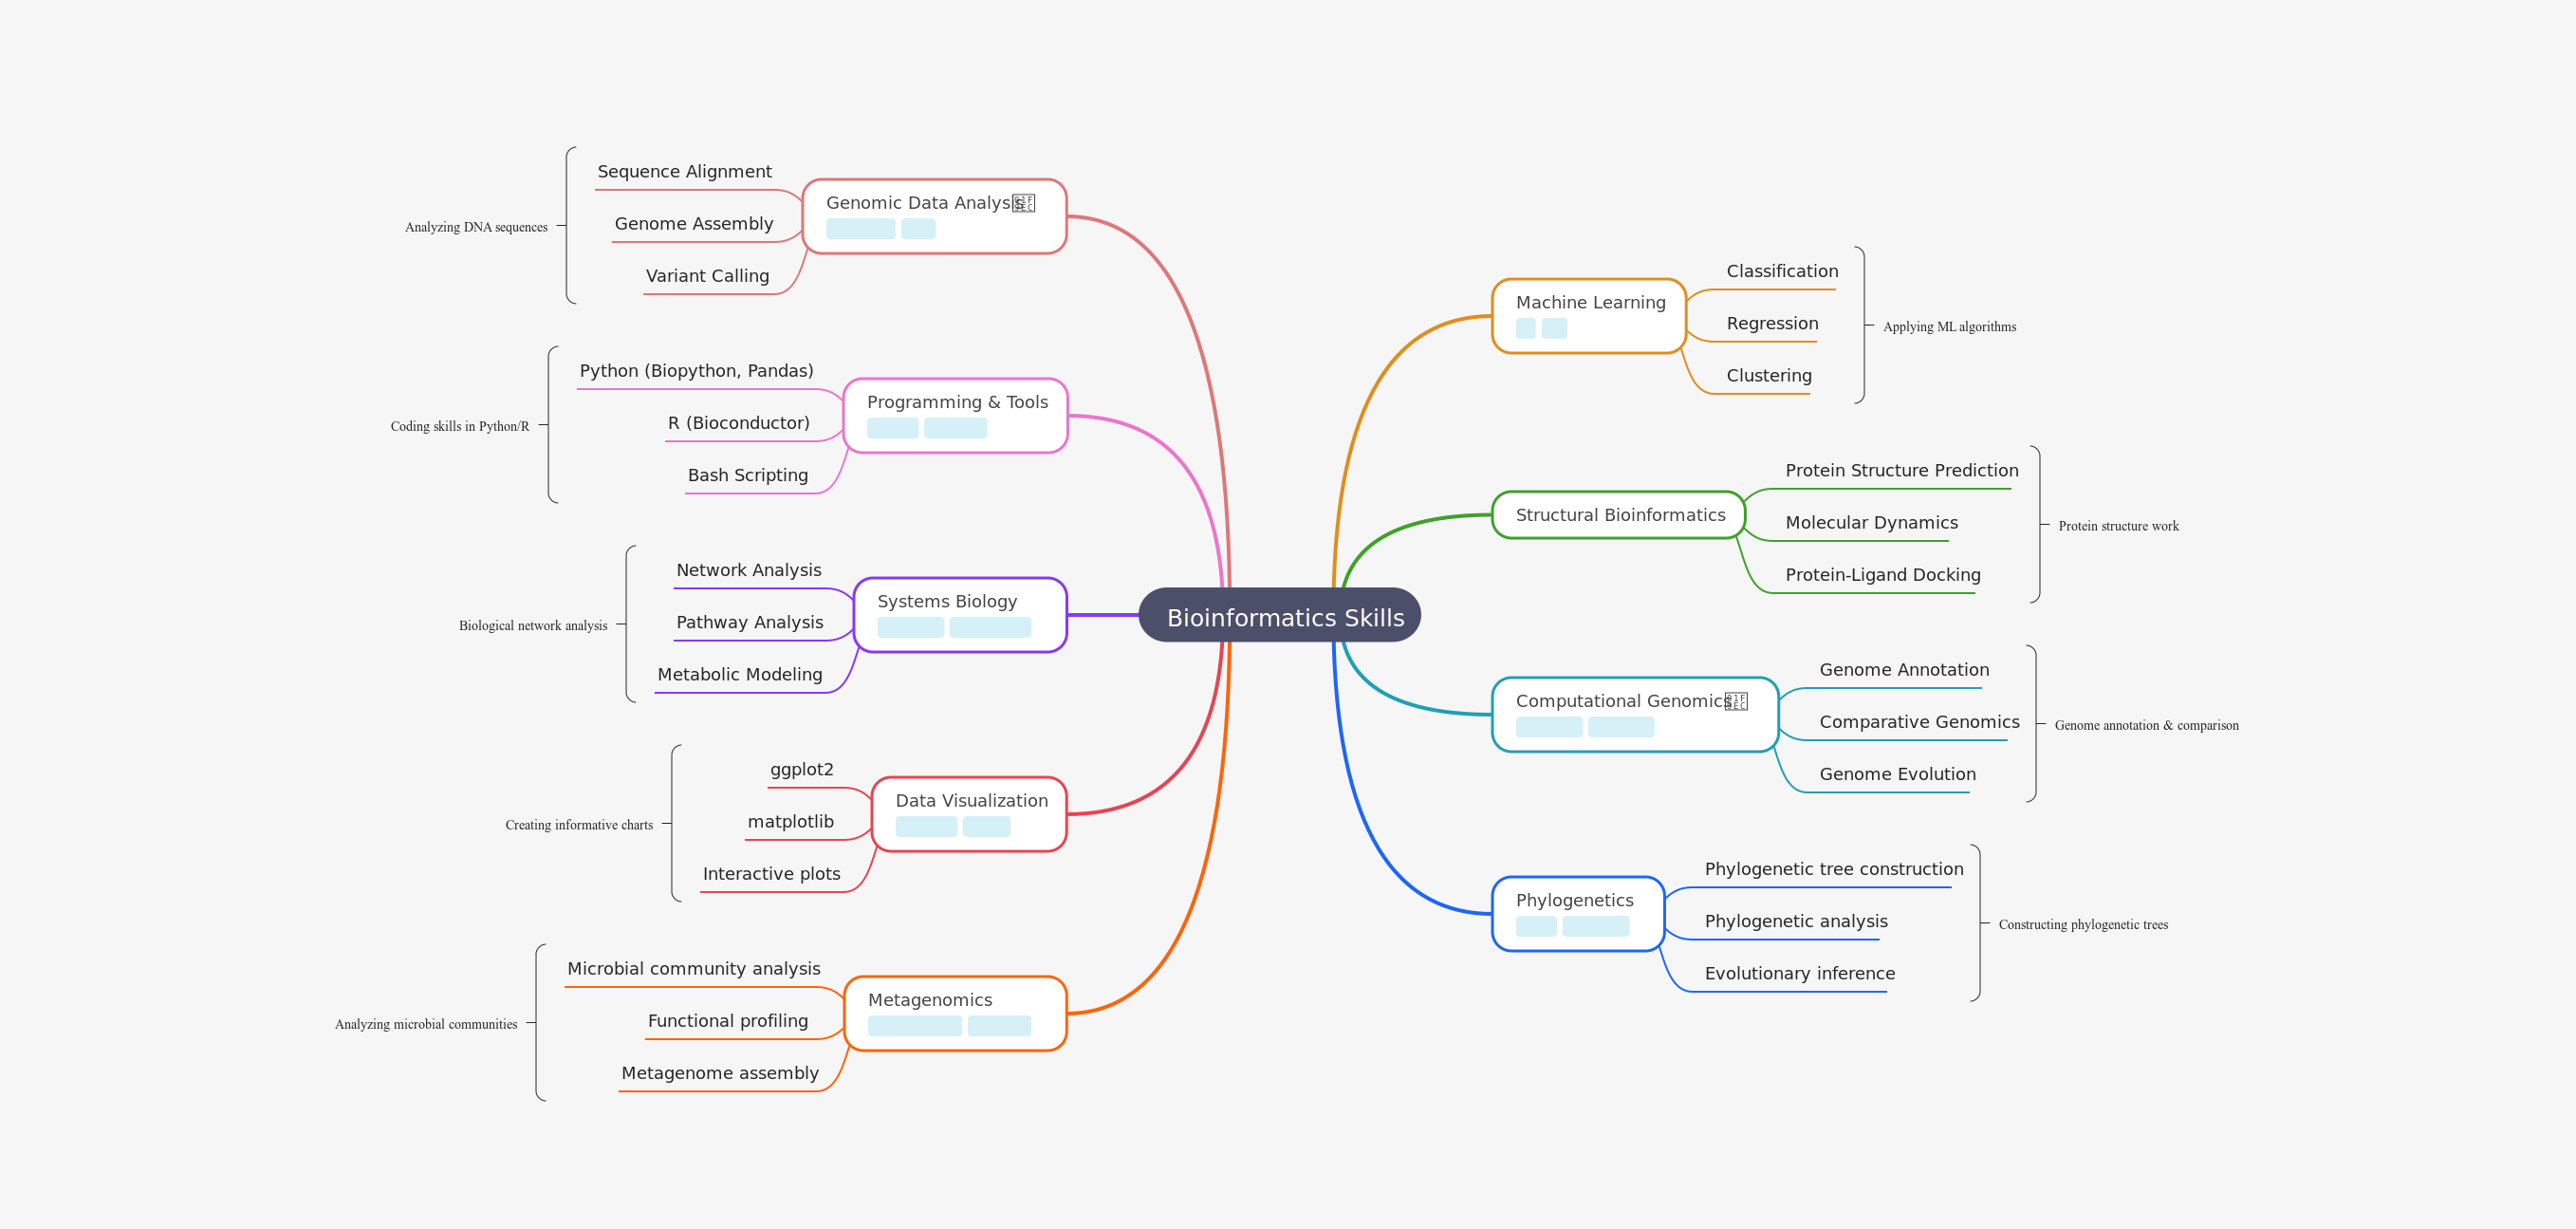 Bioinformatics Skills
Genomic Data Analysis
Sequence Alignment
Genome Assembly
Variant Calling
Analyzing DNA sequences
Programming & Tools
Python (Biopython, Pandas)
R (Bioconductor)
Bash Scripting
Coding skills in Python/R
Systems Biology
Network Analysis
Pathway Analysis
Metabolic Modeling
Biological network analysis
Data Visualization
ggplot2
matplotlib
Interactive plots
Creating informative charts
Metagenomics
Microbial community analysis
Functional profiling
Metagenome assembly
Analyzing microbial communities
Machine Learning
Classification
Regression
Clustering
Applying ML algorithms
Structural Bioinformatics
Protein Structure Prediction
Molecular Dynamics
Protein-Ligand Docking
Protein structure work
Computational Genomics
Genome Annotation
Comparative Genomics
Genome Evolution
Genome annotation & comparison
Phylogenetics
Phylogenetic tree construction
Phylogenetic analysis
Evolutionary inference
Constructing phylogenetic trees